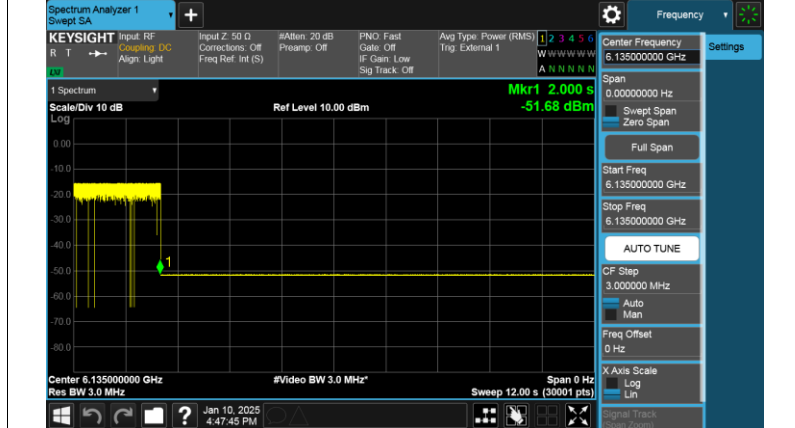 Spectrum Analyzer 1
Swept SA
Frequency
KEYSIGHT
R T
Input: RF
Coupling: DC
Align: Light
Input Z: 50 Ω
Corrections: Off
Freq Ref: Int (S)
#Atten: 20 dB
Preamp: Off
PNO: Fast
Gate: Off
IF Gain: Low
Sig Track: Off
Avg Type: Power (RMS)
Trig: External 1
1 2 3 4 5 6
W W W W W W
A N N N N N
1 Spectrum
Scale/Div 10 dB
Log
Ref Level 10.00 dBm
Mkr1 2.000 s
-51.68 dBm
0.00
-10.0
-20.0
-30.0
-40.0
-50.0
-60.0
-70.0
-80.0
1
Center 6.135000000 GHz
Res BW 3.0 MHz
#Video BW 3.0 MHz*
Span 0 Hz
Sweep 12.00 s (30001 pts)
?
Jan 10, 2025
4:47:45 PM
Center Frequency
6.135000000 GHz
Span
0.00000000 Hz
Swept Span
Zero Span
Full Span
Start Freq
6.135000000 GHz
Stop Freq
6.135000000 GHz
AUTO TUNE
CF Step
3.000000 MHz
Auto
Man
Freq Offset
0 Hz
X Axis Scale
Log
Lin
Signal Track
(Span Zoom)
Settings